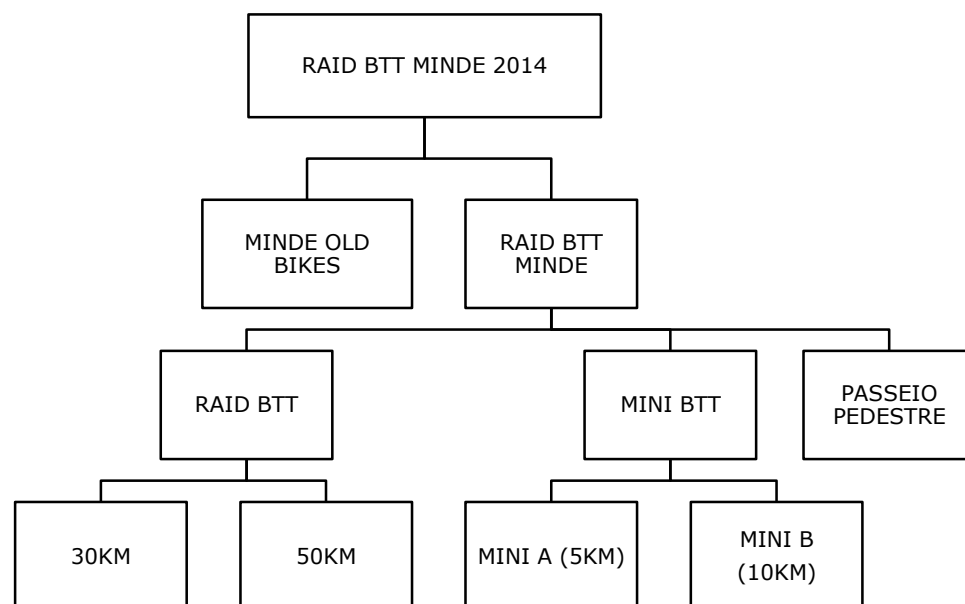 RAID BTT MINDE 2014
MINDE OLD
BIKES
RAID BTT
MINDE
RAID BTT
MINI BTT
PASSEIO
PEDESTRE
30KM
50KM
MINI A (5KM)
MINI B
(10KM)